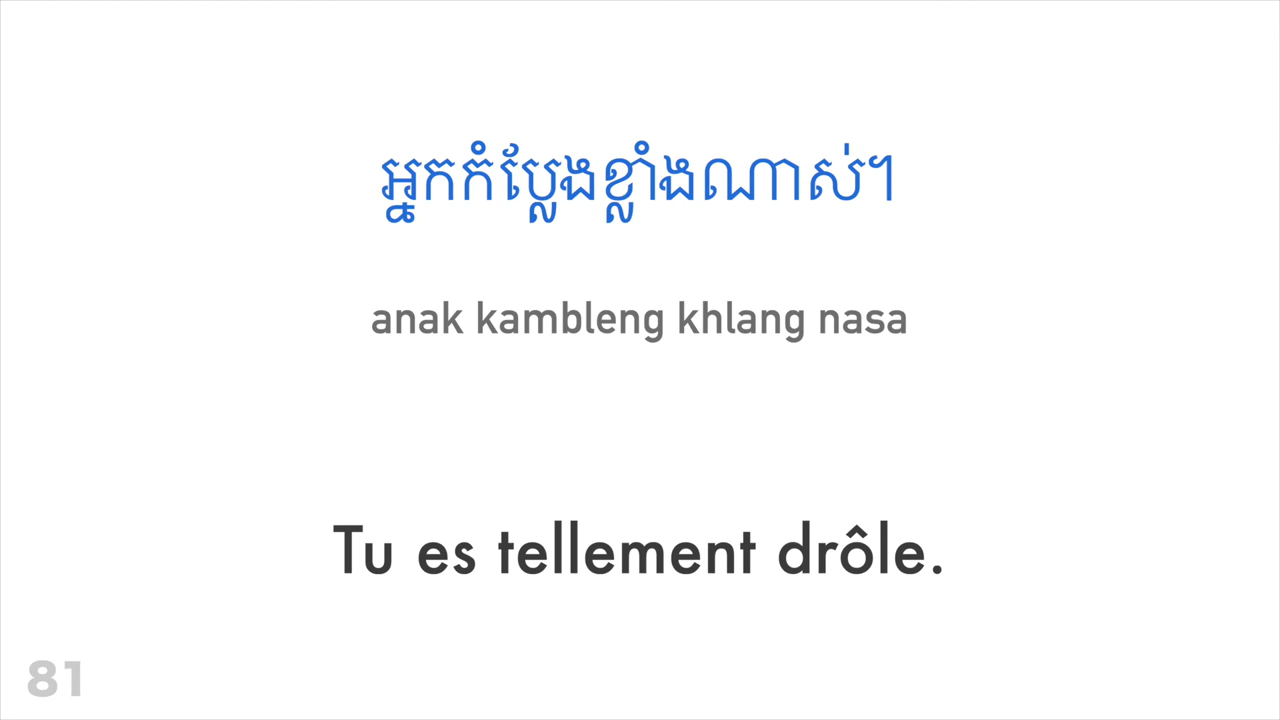 អ្នកកំប្លែងខ្លាំងណាស់។
anak kambleng khlang nasa
Tu es tellement drôle.
81